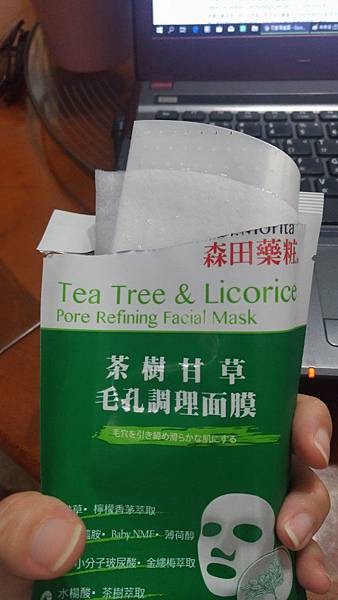 Morita
森田藥粧
Tea Tree & Licorice
Pore Refining Facial Mask
茶樹甘草
毛孔調理面膜
毛穴を引き締め滑らかな肌にする
草・檸檬香茅萃取
胺・Baby NMF・薄荷醇
小分子玻尿酸・金縷梅萃取
水楊酸・茶樹萃取